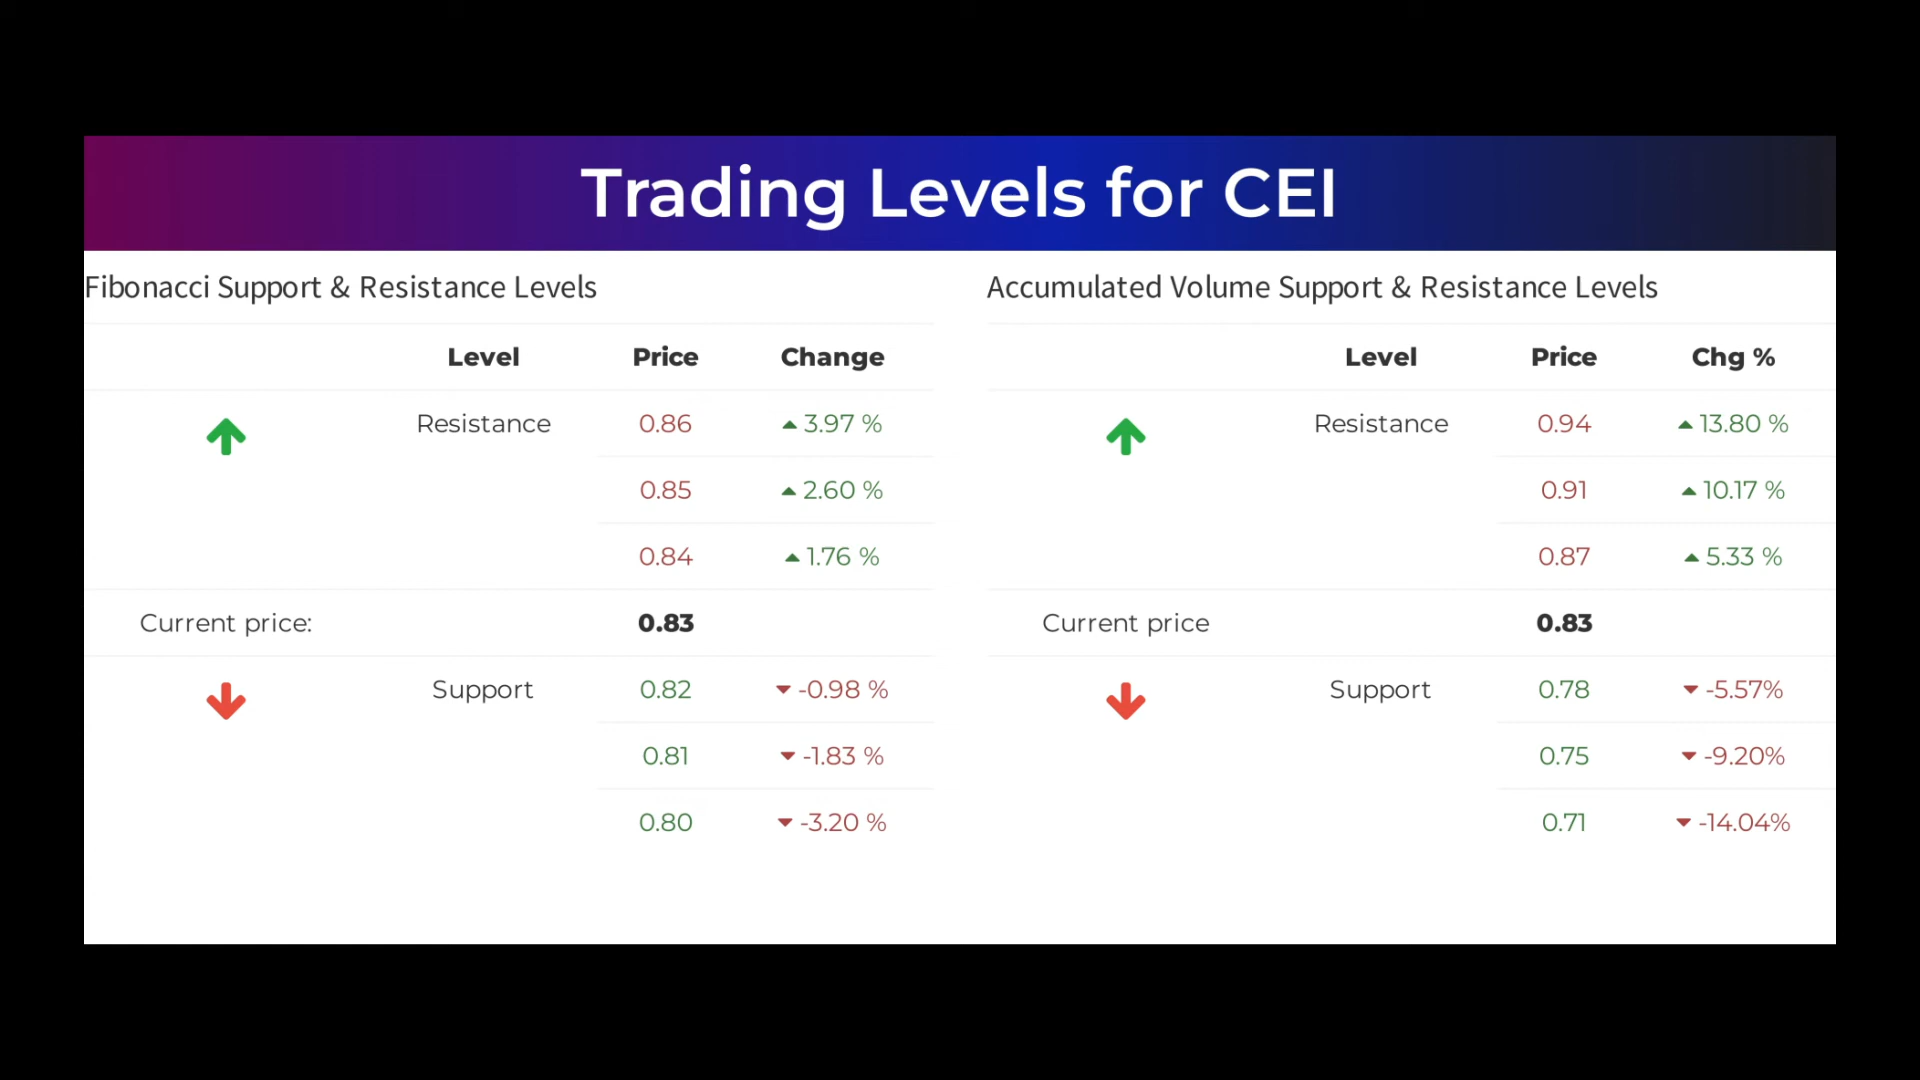 Trading Levels for CEI
Fibonacci Support & Resistance Levels
Level Price Change
Resistance 0.86 3.97 %
0.85 2.60 %
0.84 1.76 %
Current price: 0.83
Support 0.82 -0.98 %
0.81 -1.83 %
0.80 -3.20 %
Accumulated Volume Support & Resistance Levels
Level Price Chg %
Resistance 0.94 13.80 %
0.91 10.17 %
0.87 5.33 %
Current price 0.83
Support 0.78 -5.57%
0.75 -9.20%
0.71 -14.04%